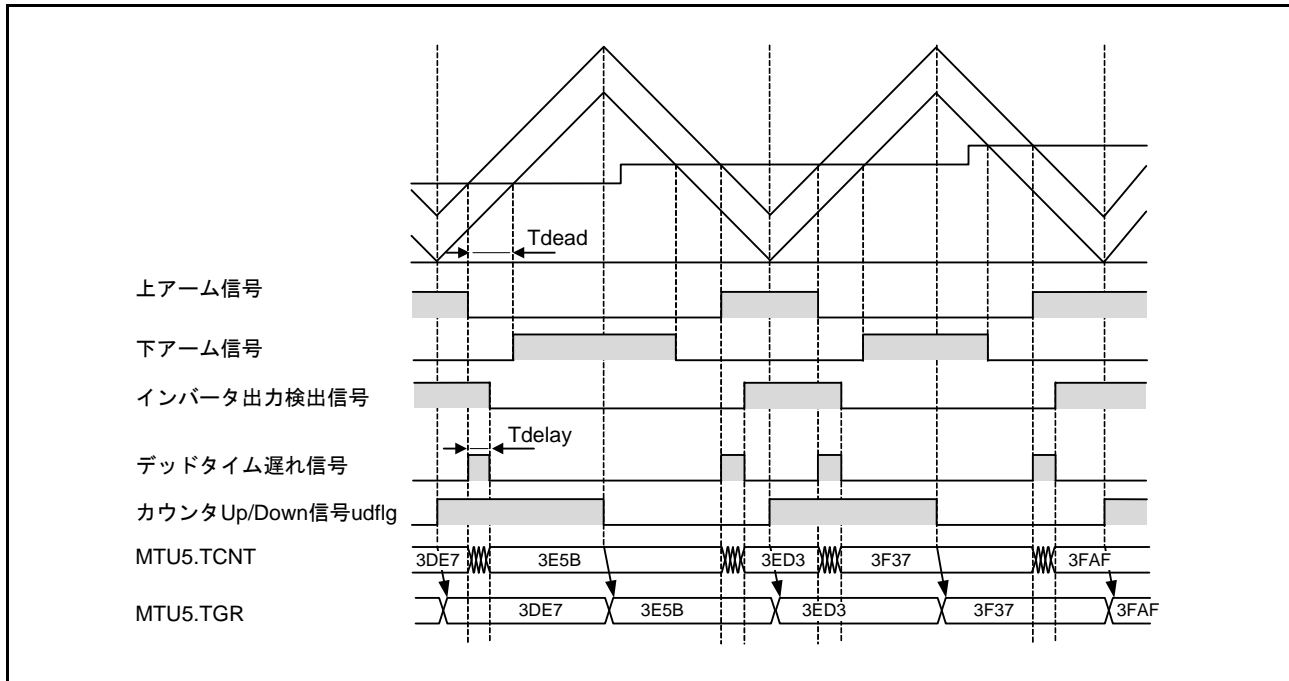 Tdead
上アーム信号
下アーム信号
インバータ出力検出信号
Tdelay
デッドタイム遅れ信号
カウンタUp/Down信号udflg
MTU5.TCNT 3DE7 3E5B 3ED3 3F37 3FAF
MTU5.TGR 3DE7 3E5B 3ED3 3F37 3FAF